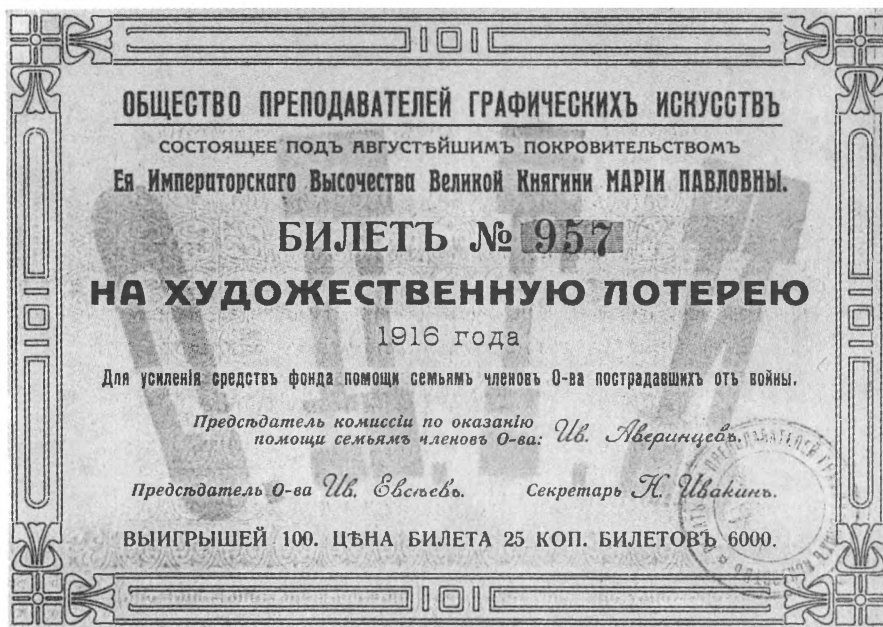 ОБЩЕСТВО ПРЕПОДАВАТЕЛЕЙ ГРАФИЧЕСКИХЪ ИСКУССТВЪ
СОСТОЯЩЕЕ ПОДЪ АВГУСТѢЙШИМЪ ПОКРОВИТЕЛЬСТВОМЪ
Ея Императорскаго Высочества Великой Княгини МАРІИ ПАВЛОВНЫ.
БИЛЕТЪ № 957
НА ХУДОЖЕСТВЕННУЮ ЛОТЕРЕЮ
1916 года
Для усиленія средствъ фонда помощи семьямъ членовъ О-ва пострадавшихъ отъ войны.
Предсѣдатель комиссіи по оказанію
помощи семьямъ членовъ О-ва: Ив. Аверинцевъ.
Предсѣдатель О-ва Ив. Евсѣевъ. Секретарь Н. Ивакинъ.
ВЫИГРЫШЕЙ 100. ЦѢНА БИЛЕТА 25 КОП. БИЛЕТОВЪ 6000.